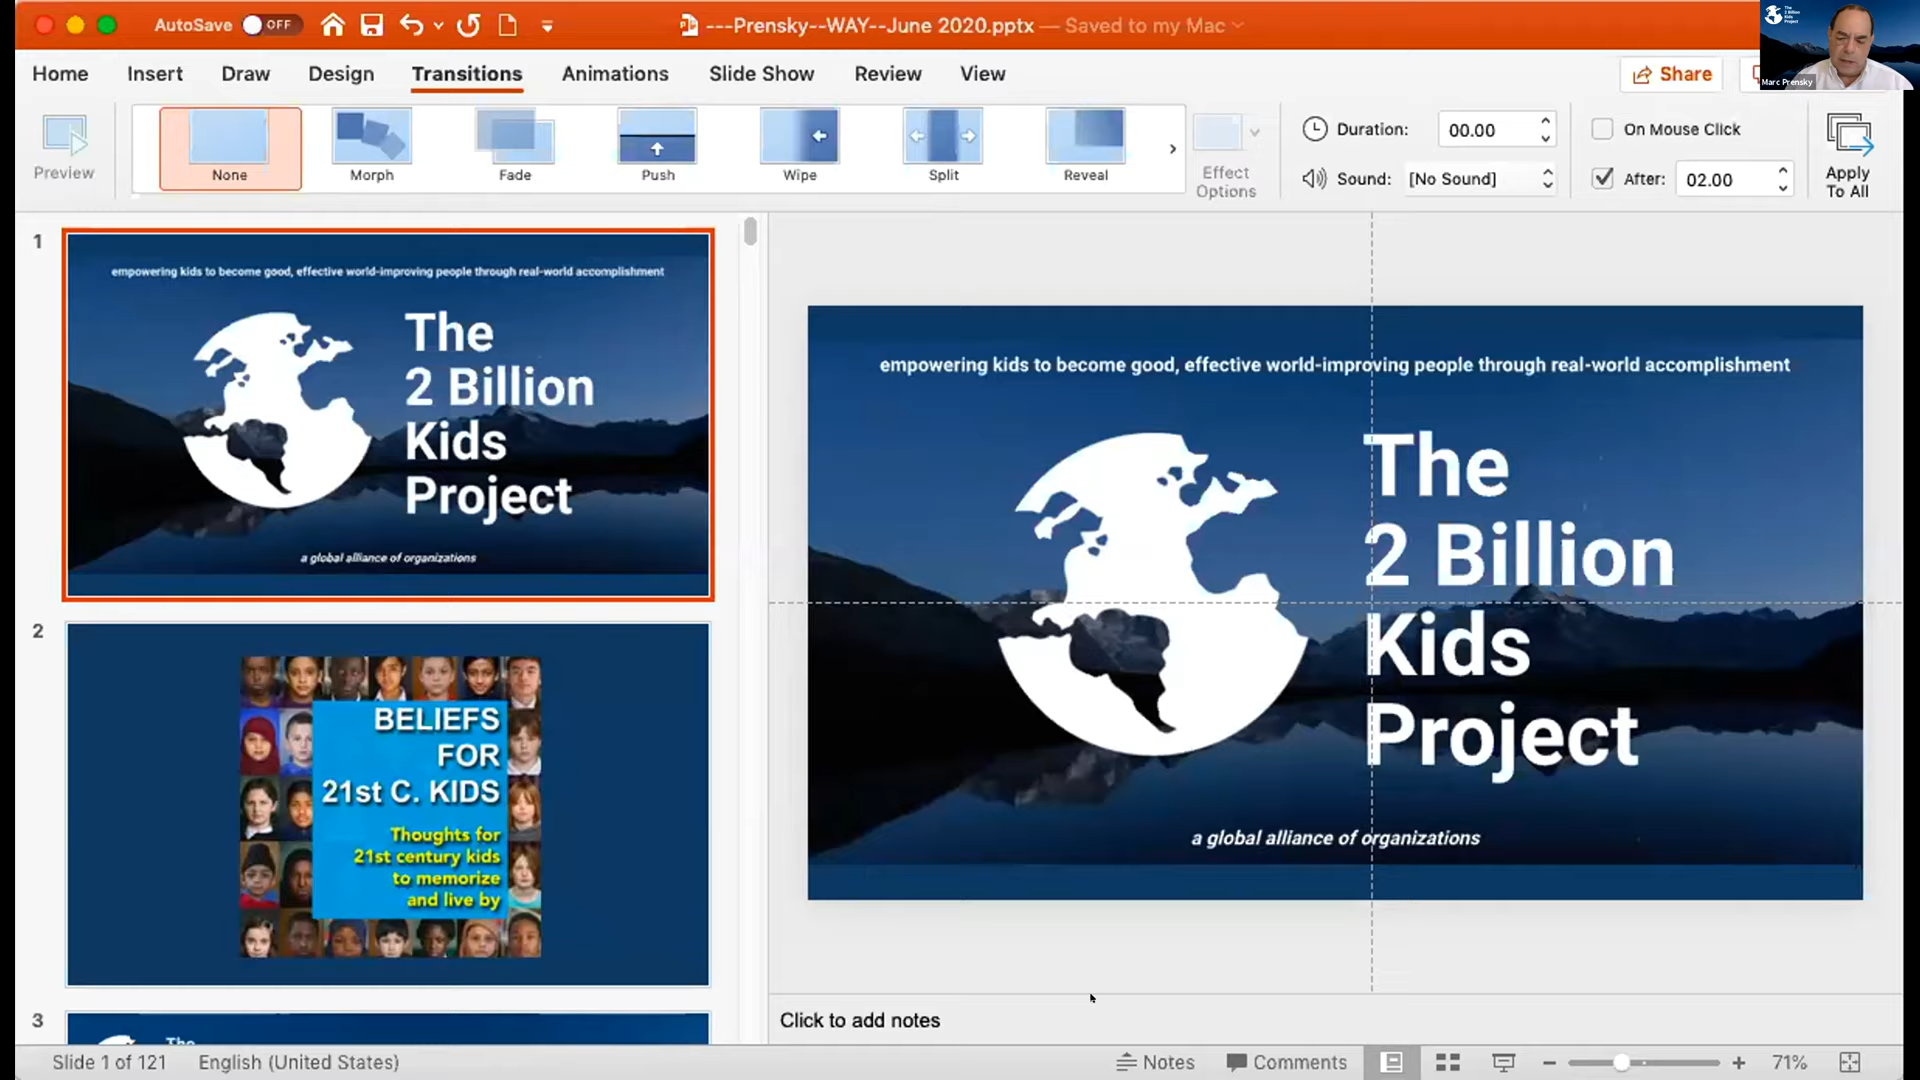 AutoSave OFF
---Prensky--WAY--June 2020.pptx — Saved to my Mac
Marc Prensky
Home Insert Draw Design Transitions Animations Slide Show Review View Share
Preview
None Morph Fade Push Wipe Split Reveal
Effect
Options
Duration: 00.00
Sound: [No Sound]
On Mouse Click
After: 02.00
Apply
To All
1
empowering kids to become good, effective world-improving people through real-world accomplishment
The
2 Billion
Kids
Project
a global alliance of organizations
2
BELIEFS
FOR
21st C. KIDS
Thoughts for
21st century kids
to memorize
and live by
3
The
empowering kids to become good, effective world-improving people through real-world accomplishment
The
2 Billion
Kids
Project
a global alliance of organizations
Click to add notes
Slide 1 of 121 English (United States) Notes Comments 71%